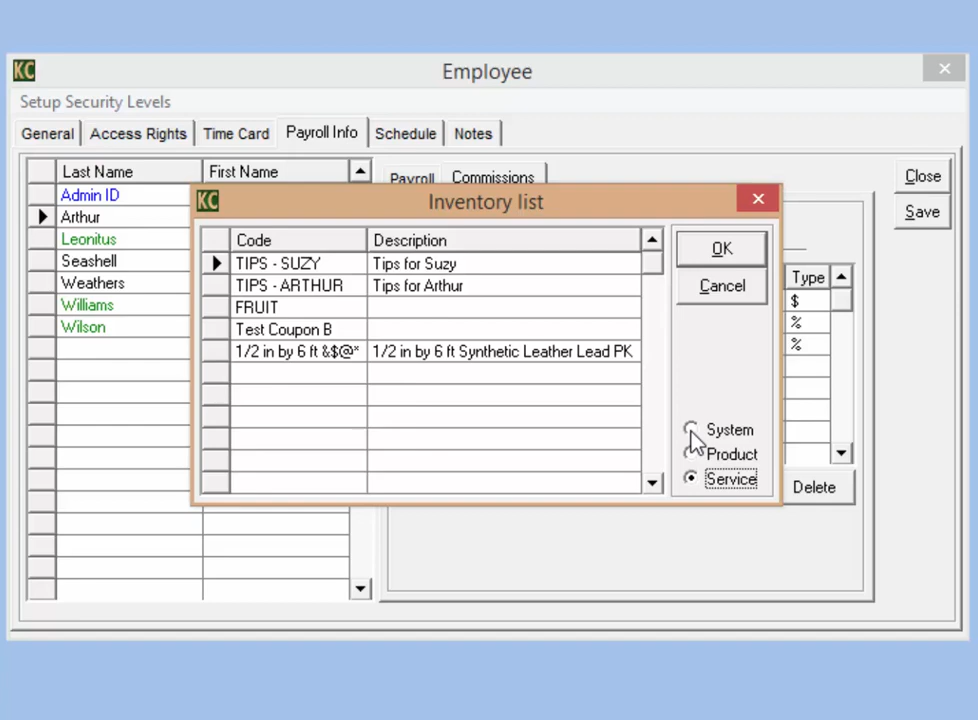 KC Employee
Setup Security Levels
General Access Rights Time Card Payroll Info Schedule Notes
Last Name First Name
Payroll Commissions
Close
Save
Admin ID
Arthur
Leonitus
Seashell
Weathers
Williams
Wilson
KC Inventory list
Code Description
TIPS - SUZY Tips for Suzy
TIPS - ARTHUR Tips for Arthur
FRUIT
Test Coupon B
1/2 in by 6 ft &$@* 1/2 in by 6 ft Synthetic Leather Lead PK
OK
Cancel
System
Product
Service
Type
$
%
%
Delete